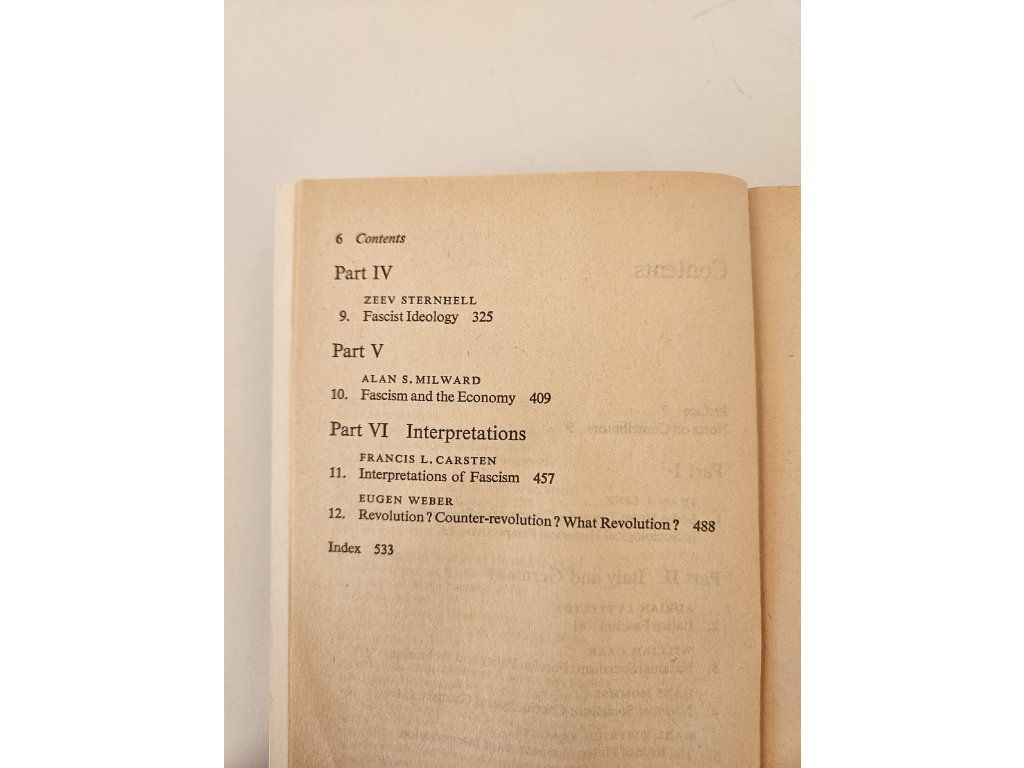 6 Contents
Part IV
ZEEV STERNHELL
9. Fascist Ideology 325
Part V
ALAN S. MILWARD
10. Fascism and the Economy 409
Part VI Interpretations
FRANCIS L. CARSTEN
11. Interpretations of Fascism 457
EUGEN WEBER
12. Revolution? Counter-revolution? What Revolution? 488
Index 533